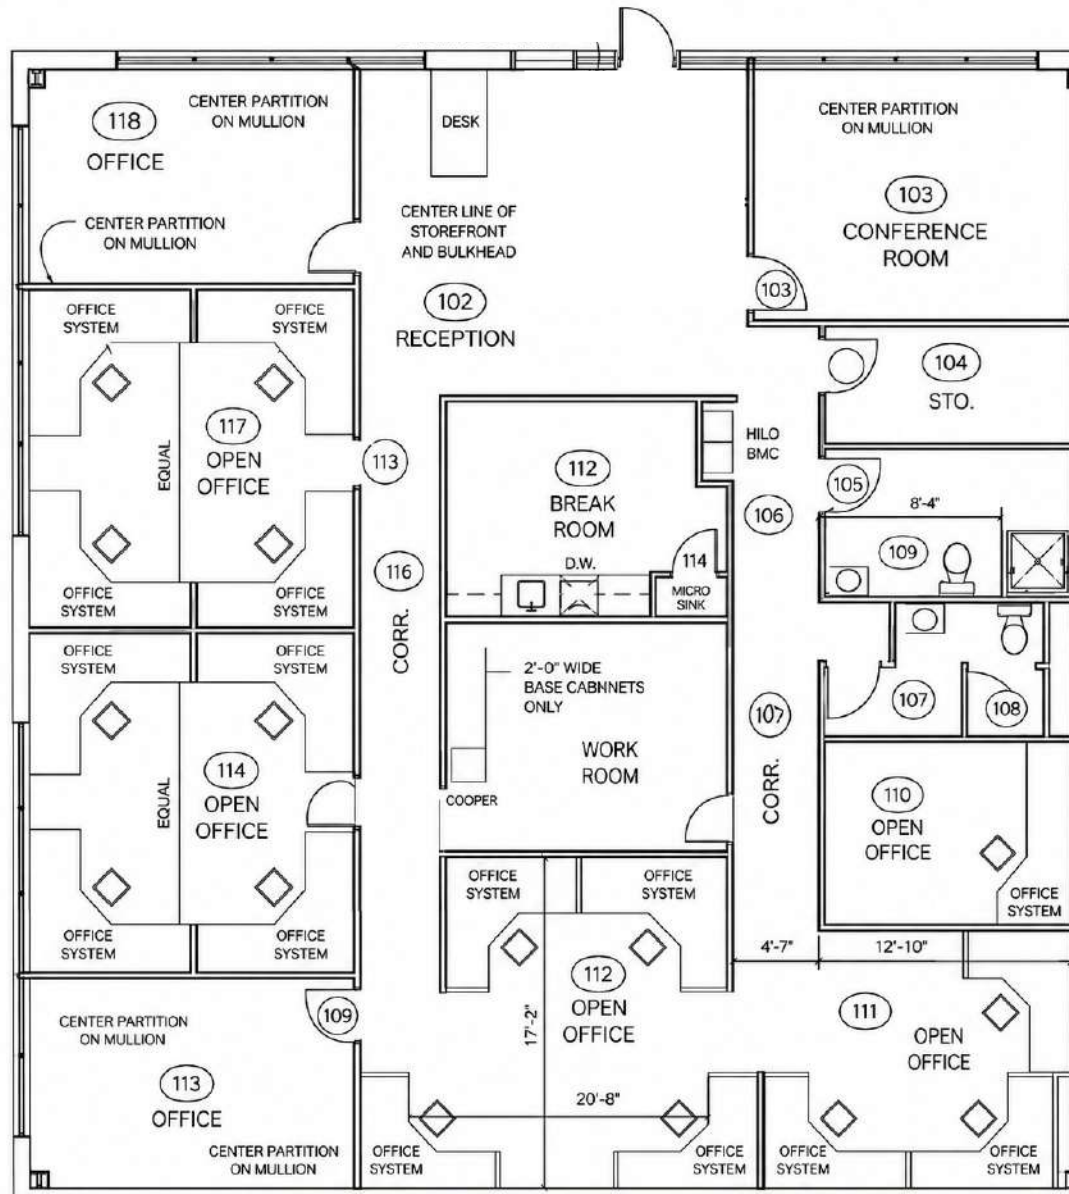 118
OFFICE
CENTER PARTITION
ON MULLION
CENTER PARTITION
ON MULLION
DESK
CENTER LINE OF
STOREFRONT
AND BULKHEAD
102
RECEPTION
CENTER PARTITION
ON MULLION
103
CONFERENCE
ROOM
103
104
STO.
OFFICE
SYSTEM
OFFICE
SYSTEM
117
OPEN
OFFICE
EQUAL
OFFICE
SYSTEM
OFFICE
SYSTEM
113
116
CORR.
112
BREAK
ROOM
D.W.
114
MICRO
SINK
HILO
BMC
106
105
8'-4"
109
2'-0" WIDE
BASE CABNNETS
ONLY
WORK
ROOM
COOPER
107
CORR.
107
108
OFFICE
SYSTEM
OFFICE
SYSTEM
114
OPEN
OFFICE
EQUAL
OFFICE
SYSTEM
OFFICE
SYSTEM
110
OPEN
OFFICE
OFFICE
SYSTEM
OFFICE
SYSTEM
OFFICE
SYSTEM
112
OPEN
OFFICE
17'-2"
20'-8"
OFFICE
SYSTEM
OFFICE
SYSTEM
4'-7"
12'-10"
111
OPEN
OFFICE
OFFICE
SYSTEM
OFFICE
SYSTEM
109
CENTER PARTITION
ON MULLION
113
OFFICE
CENTER PARTITION
ON MULLION